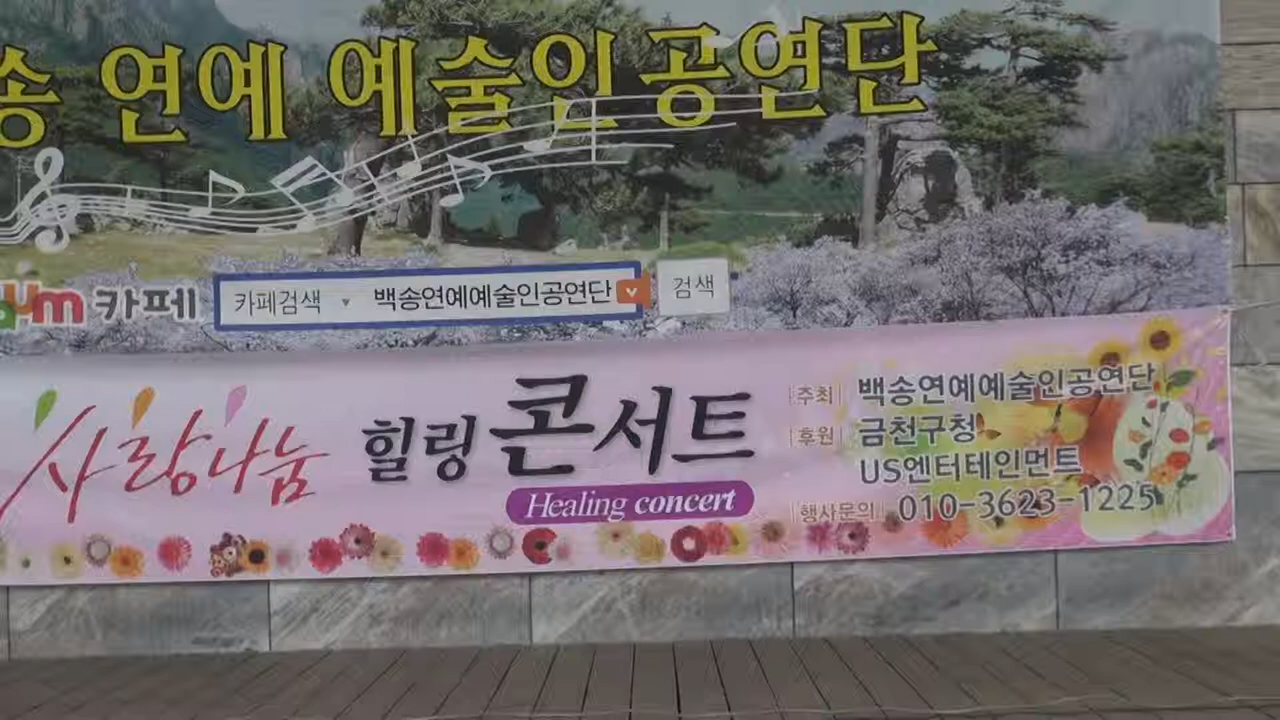 송 연예 예술인공연단
um 카페 카페검색 백송연예예술인공연단 검색
사랑나눔 힐링 콘서트
Healing concert
주최 백송연예예술인공연단
후원 금천구청
US엔터테인먼트
행사문의 010-3623-1225